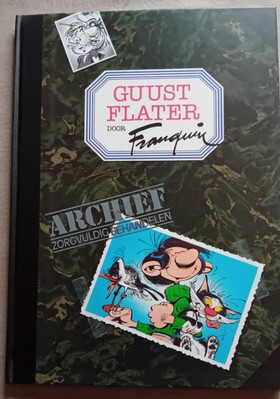 GUUST
FLATER
DOOR
Franquin
ARCHIEF
ZORGVULDIG BEHANDELEN